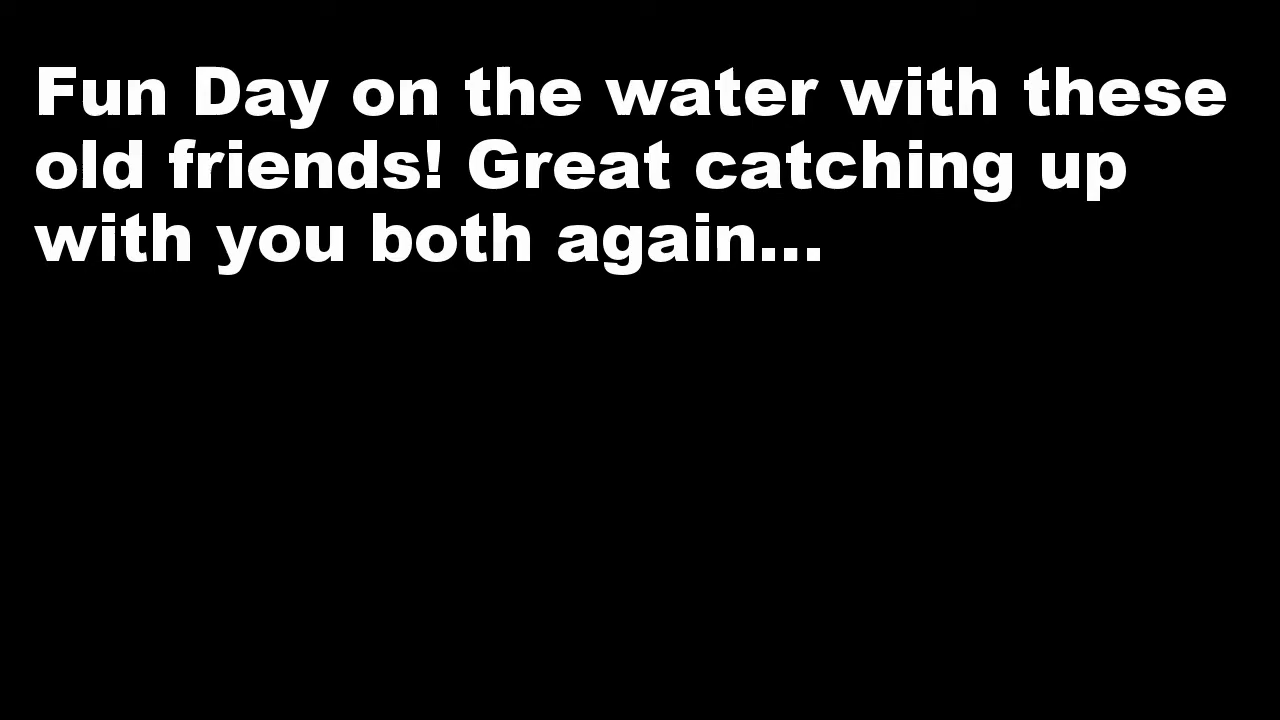 Fun Day on the water with these
old friends! Great catching up
with you both again...